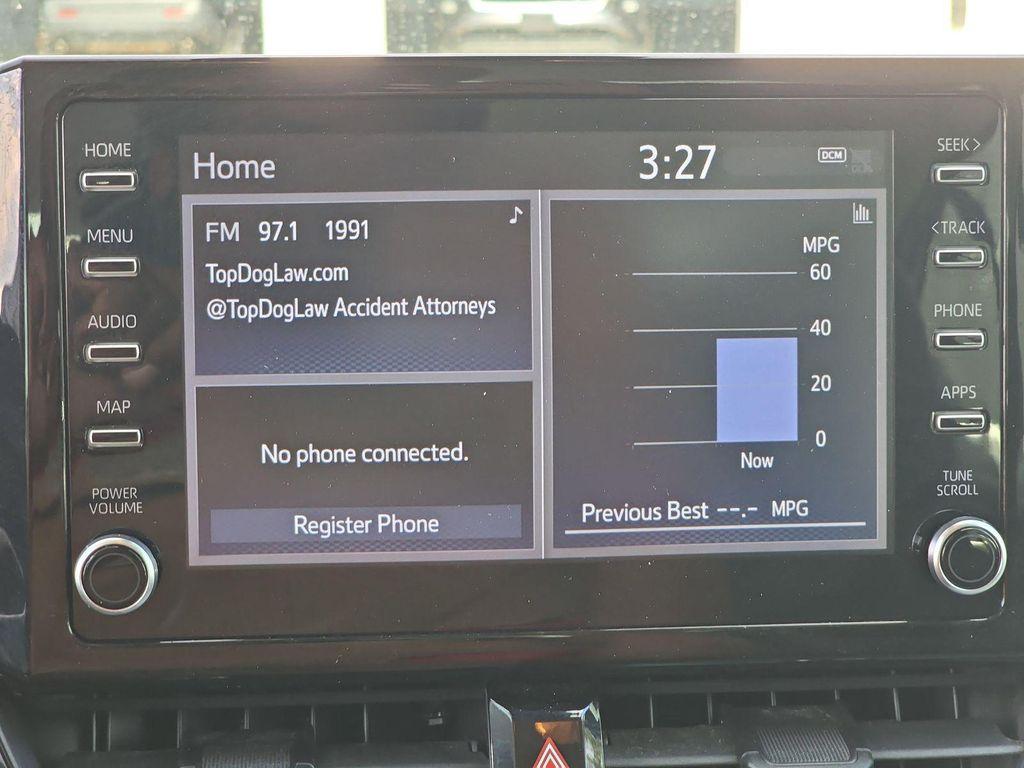 HOME
MENU
AUDIO
MAP
POWER
VOLUME
Home
3:27
DCM
FM 97.1 1991
TopDogLaw.com
@TopDogLaw Accident Attorneys
No phone connected.
Register Phone
MPG
60
40
20
0
Now
Previous Best --.- MPG
SEEK >
< TRACK
PHONE
APPS
TUNE
SCROLL